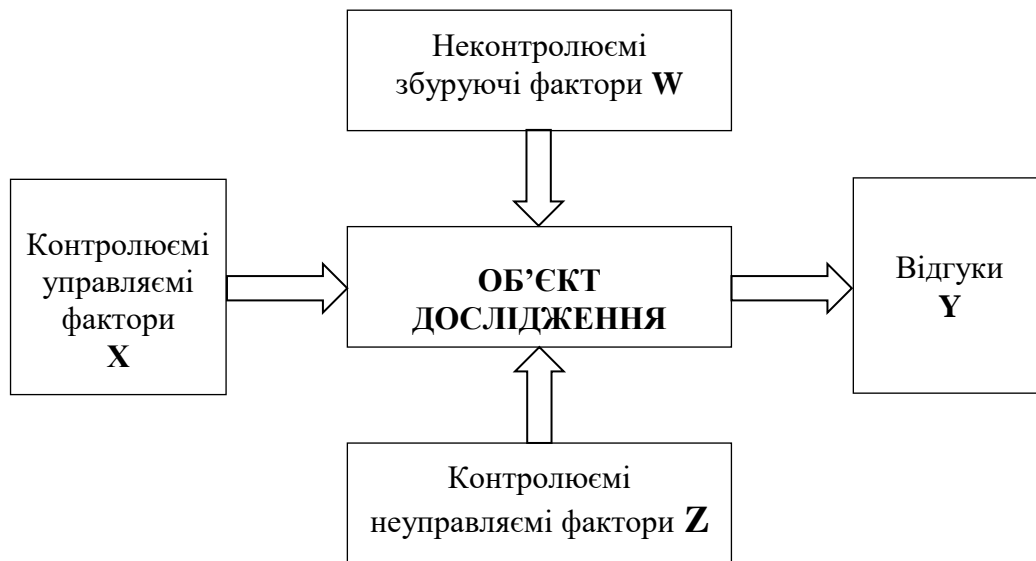 Неконтролюємі
збуруючі фактори W
Контролюємі
управляємі
фактори
X
ОБ’ЄКТ
ДОСЛІДЖЕННЯ
Відгуки
Y
Контролюємі
неуправляємі фактори Z